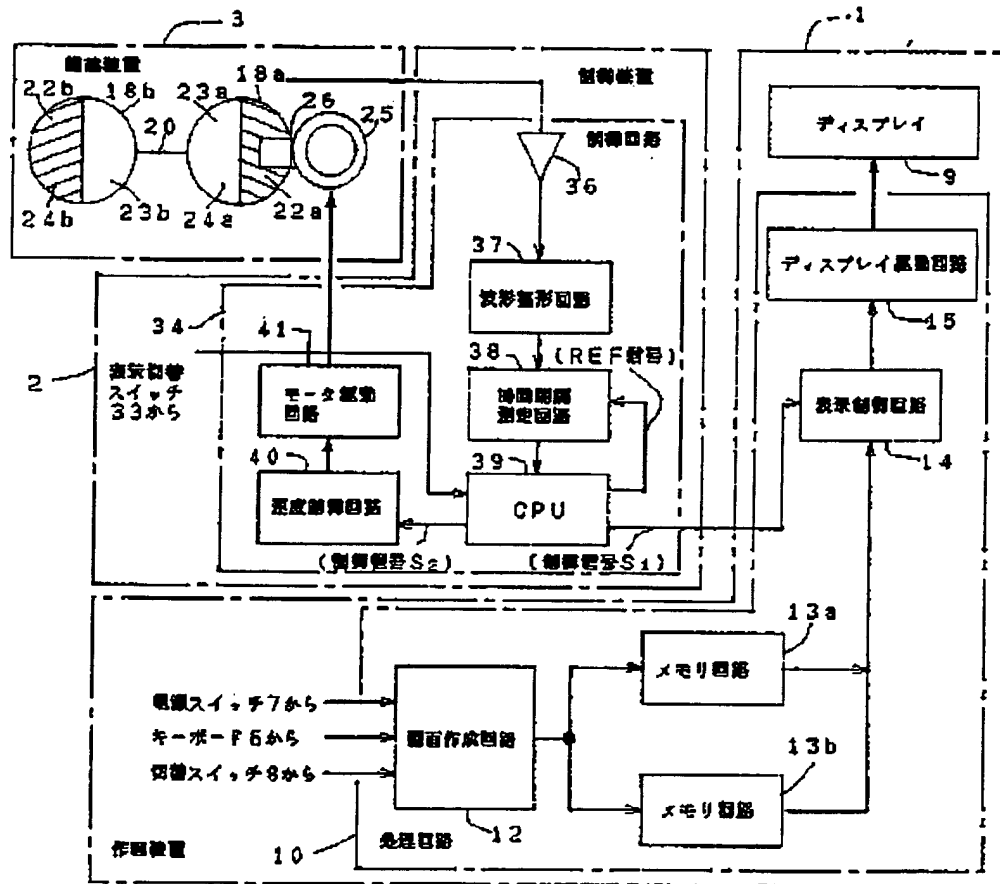 3
1
制御装置
22b
18b
23a
18a
26
25
制御回路
ディスプレイ
36
20
9
24b
23b
24a
22a
37
波形整形回路
ディスプレイ駆動回路
15
34
41
38
(REF信号)
2
表示切替
スイッチ
33から
モータ駆動
回路
時間間隔
測定回路
表示制御回路
14
40
39
速度制御回路
CPU
(制御信号S2)
(制御信号S1)
13a
メモリ回路
電源スイッチ7から
キーボード6から
切替スイッチ8から
画面作成回路
13b
メモリ回路
12
10
処理回路
作画装置